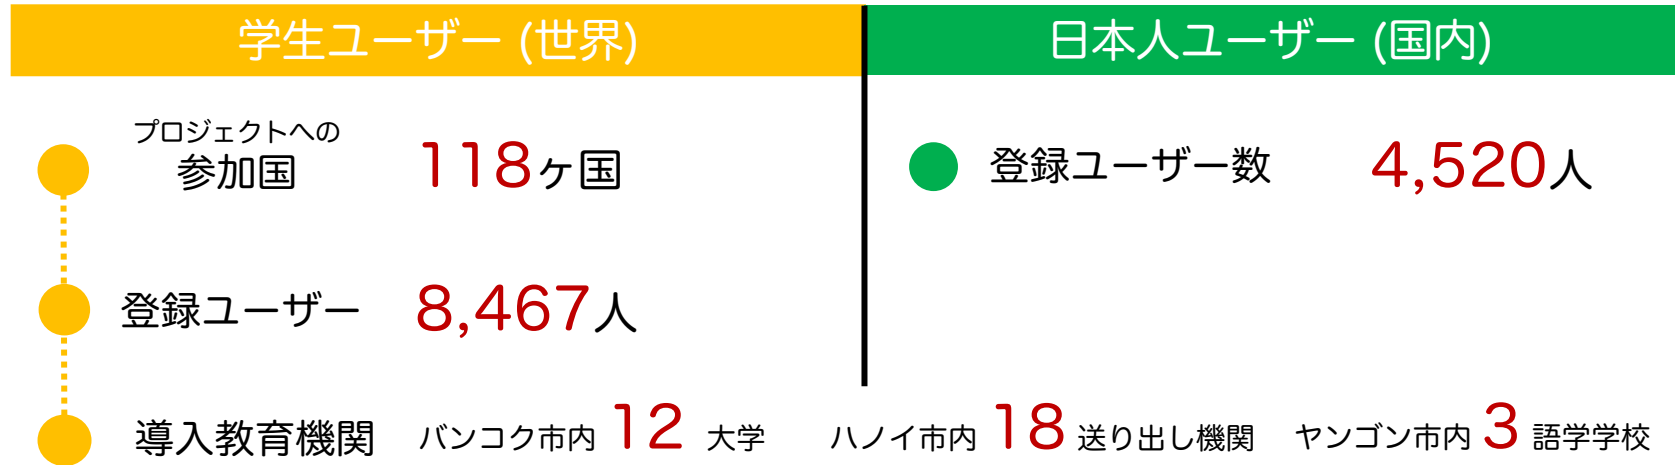 学生ユーザー (世界)
プロジェクトへの
参加国 118ヶ国
登録ユーザー 8,467人
日本人ユーザー (国内)
登録ユーザー数 4,520人
導入教育機関 バンコク市内 12 大学 ハノイ市内 18 送り出し機関 ヤンゴン市内 3 語学学校